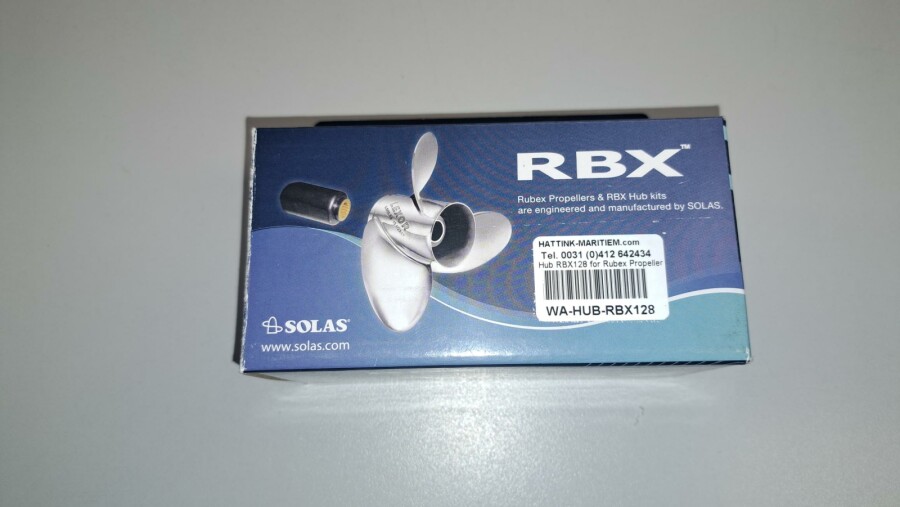 RBX™
Rubex Propellers & RBX Hub kits
are engineered and manufactured by SOLAS.
LEXOR
HATTINK-MARITIEM.com
Tel. 0031 (0)412 642434
Hub RBX128 for Rubex Propeller
WA-HUB-RBX128
SOLAS®
www.solas.com